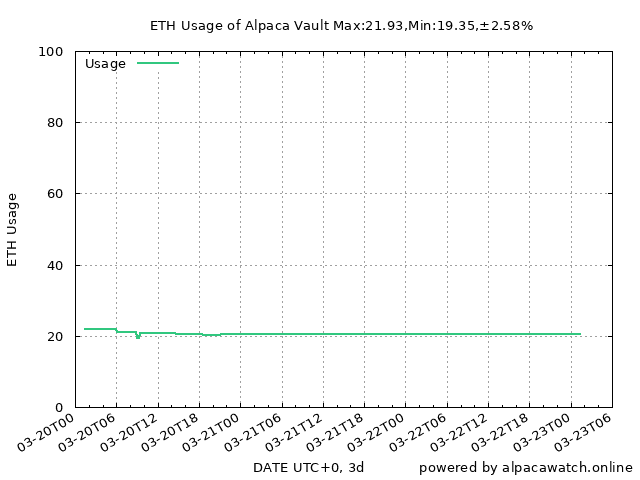 ETH Usage of Alpaca Vault Max:21.93,Min:19.35,±2.58%
Usage
ETH Usage
100
80
60
40
20
0
03-20T00
03-20T06
03-20T12
03-20T18
03-21T00
03-21T06
03-21T12
03-21T18
03-22T00
03-22T06
03-22T12
03-22T18
03-23T00
03-23T06
DATE UTC+0, 3d
powered by alpacawatch.online